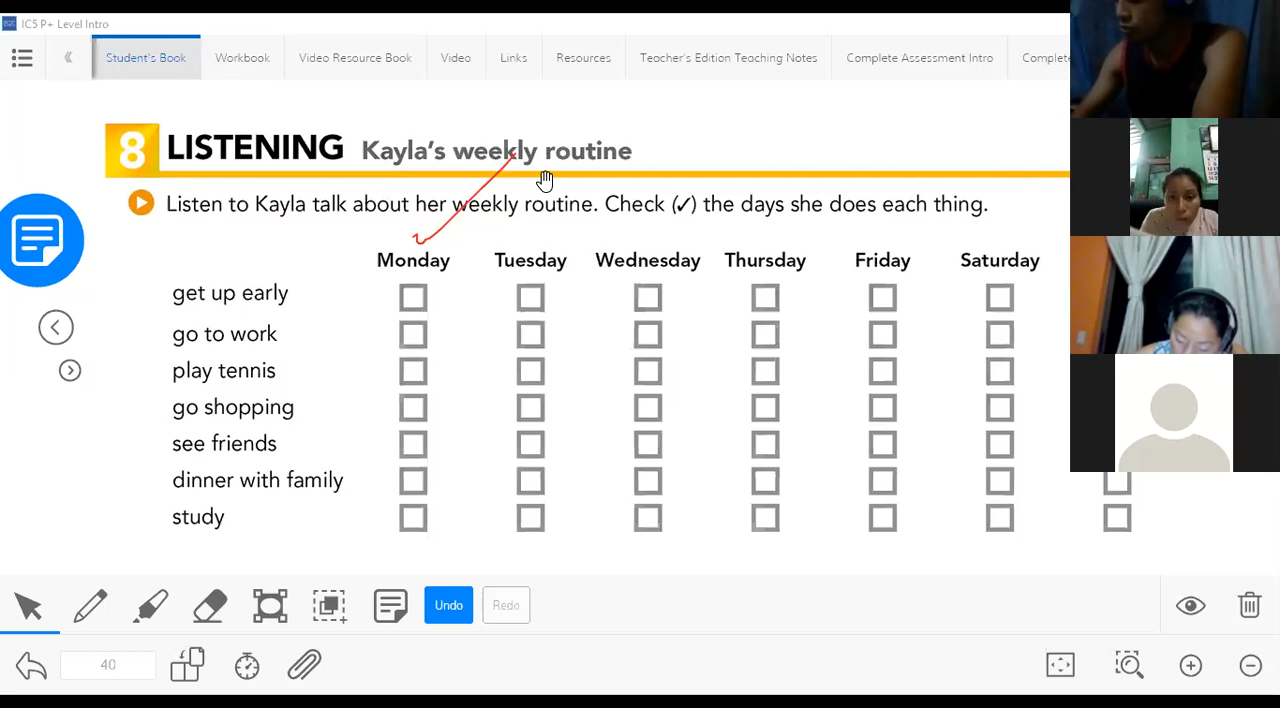 IC5 P+ Level Intro
Student's Book Workbook Video Resource Book Video Links Resources Teacher's Edition Teaching Notes Complete Assessment Intro Complete
8 LISTENING Kayla's weekly routine
Listen to Kayla talk about her weekly routine. Check (✓) the days she does each thing.
Monday Tuesday Wednesday Thursday Friday Saturday
get up early
go to work
play tennis
go shopping
see friends
dinner with family
study
Undo Redo
40